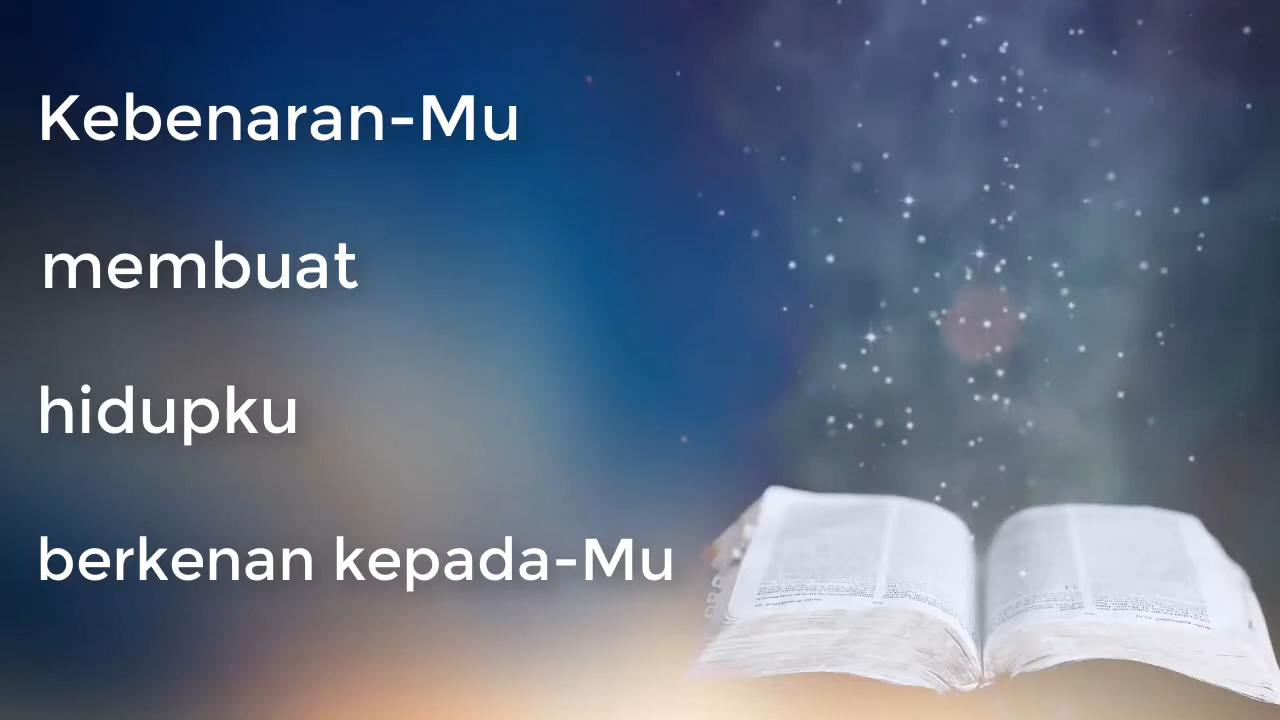 Kebenaran-Mu
membuat
hidupku
berkenan kepada-Mu